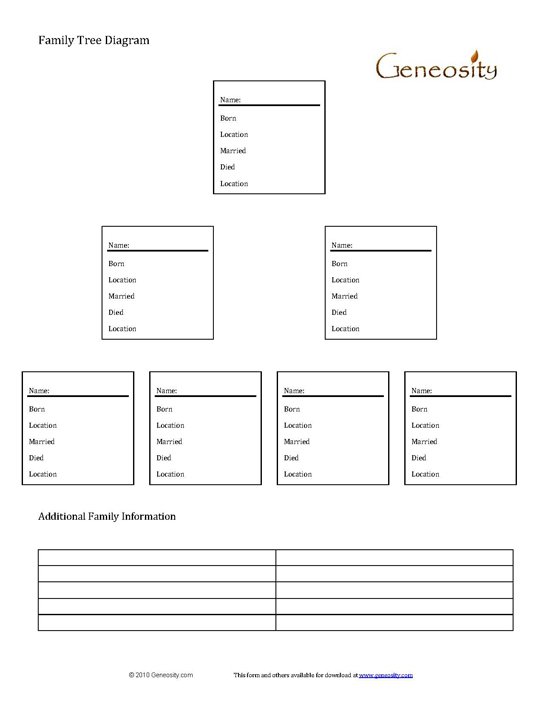 Family Tree Diagram
Geneosity
Name:
Born
Location
Married
Died
Location
Name:
Born
Location
Married
Died
Location
Name:
Born
Location
Married
Died
Location
Name:
Born
Location
Married
Died
Location
Name:
Born
Location
Married
Died
Location
Name:
Born
Location
Married
Died
Location
Name:
Born
Location
Married
Died
Location
Additional Family Information
© 2010 Geneosity.com
This form and others available for download at www.geneosity.com